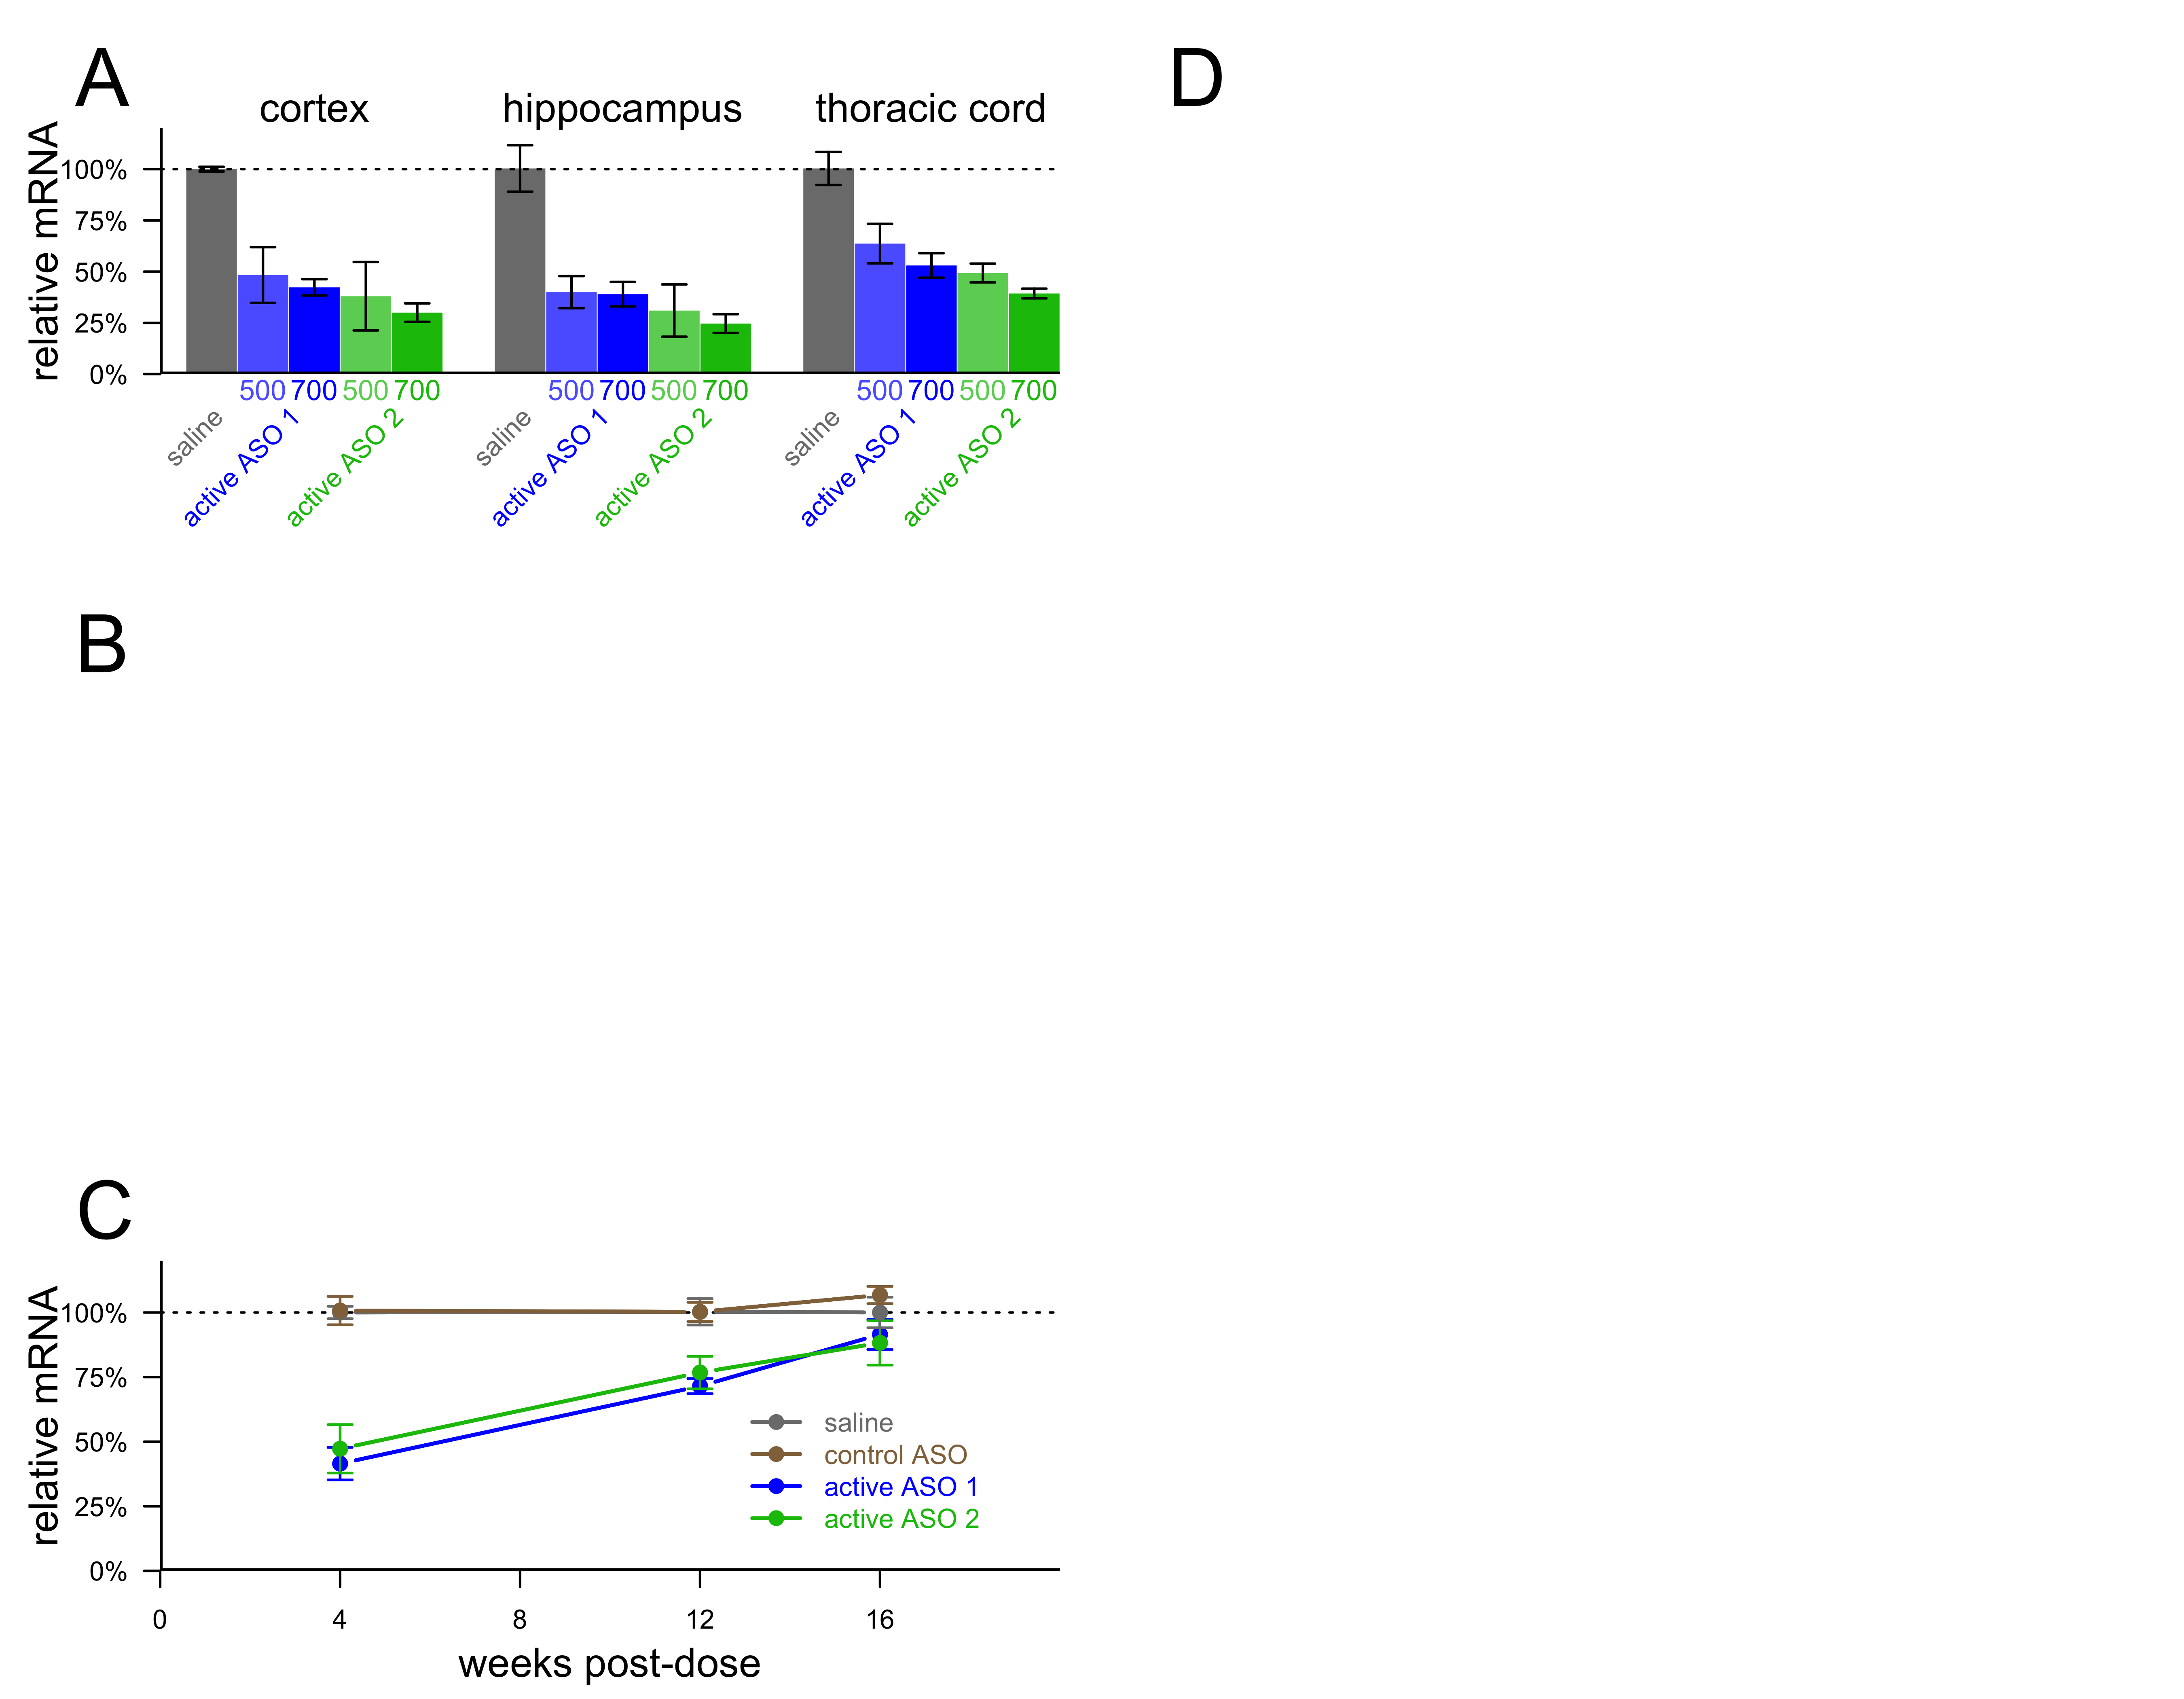 A
cortex hippocampus thoracic cord
relative mRNA
100%
75%
50%
25%
0%
500 700 500 700 500 700 500 700 500 700 500 700
saline active ASO 1 active ASO 2 saline active ASO 1 active ASO 2 saline active ASO 1 active ASO 2
B
C
relative mRNA
100%
75%
50%
25%
0%
saline
control ASO
active ASO 1
active ASO 2
0 4 8 12 16
weeks post-dose
D